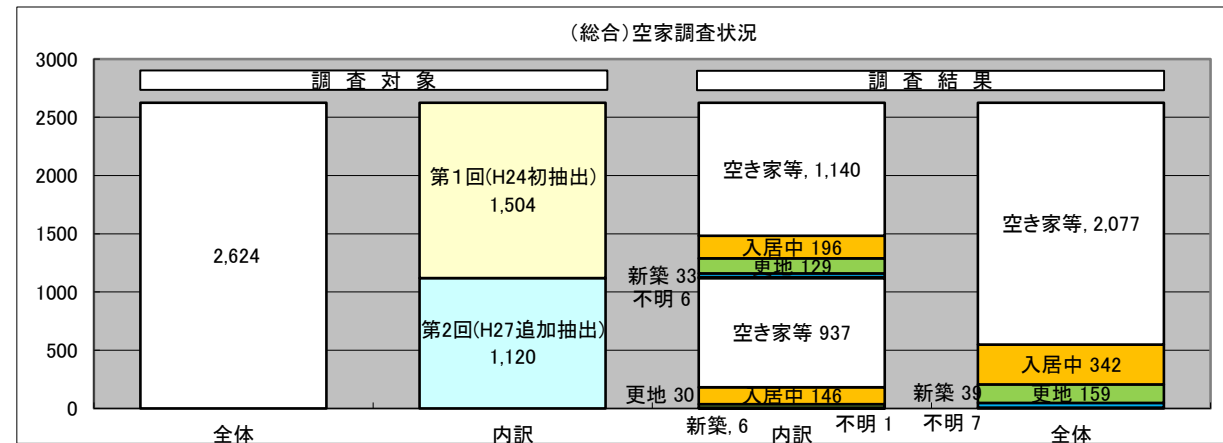 (総合)空家調査状況
3000
2500
2000
1500
1000
500
0
調 査 対 象
調 査 結 果
2,624
第1回(H24初抽出)
1,504
第2回(H27追加抽出)
1,120
空き家等, 1,140
入居中 196
更地 129
新築 33
不明 6
空き家等 937
入居中 146
更地 30
新築, 6
不明 1
空き家等, 2,077
入居中 342
更地 159
新築 39
不明 7
全体
内訳
内訳
全体